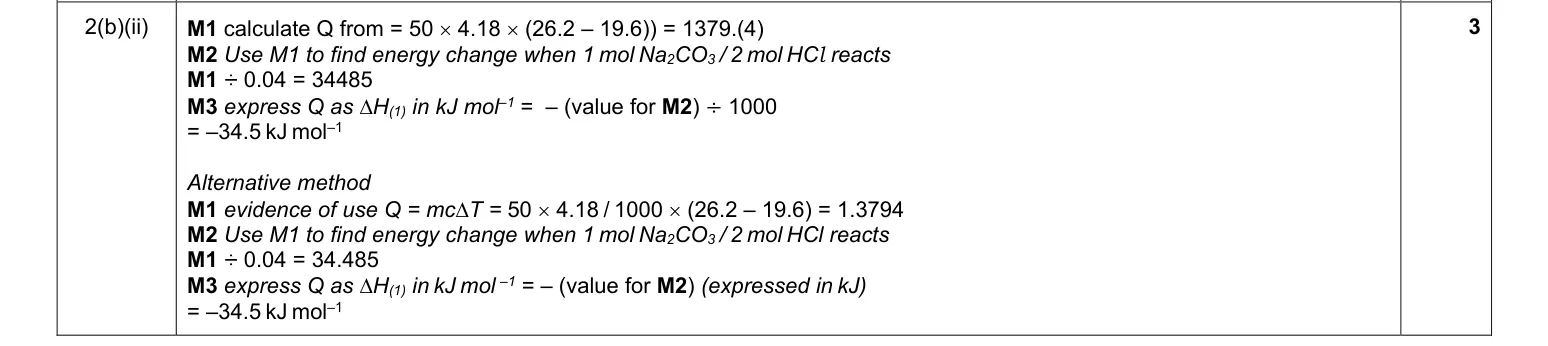 2(b)(ii)
M1 calculate Q from = 50 × 4.18 × (26.2 – 19.6)) = 1379.(4)
3
M2 Use M1 to find energy change when 1 mol Na₂CO₃ / 2 mol HCl reacts
M1 ÷ 0.04 = 34485
M3 express Q as ∆H₍₁₎ in kJ mol⁻¹ = – (value for M2) ÷ 1000
= –34.5 kJ mol⁻¹
Alternative method
M1 evidence of use Q = mc∆T = 50 × 4.18 / 1000 × (26.2 – 19.6) = 1.3794
M2 Use M1 to find energy change when 1 mol Na₂CO₃ / 2 mol HCl reacts
M1 ÷ 0.04 = 34.485
M3 express Q as ∆H₍₁₎ in kJ mol ⁻¹ = – (value for M2) (expressed in kJ)
= –34.5 kJ mol⁻¹